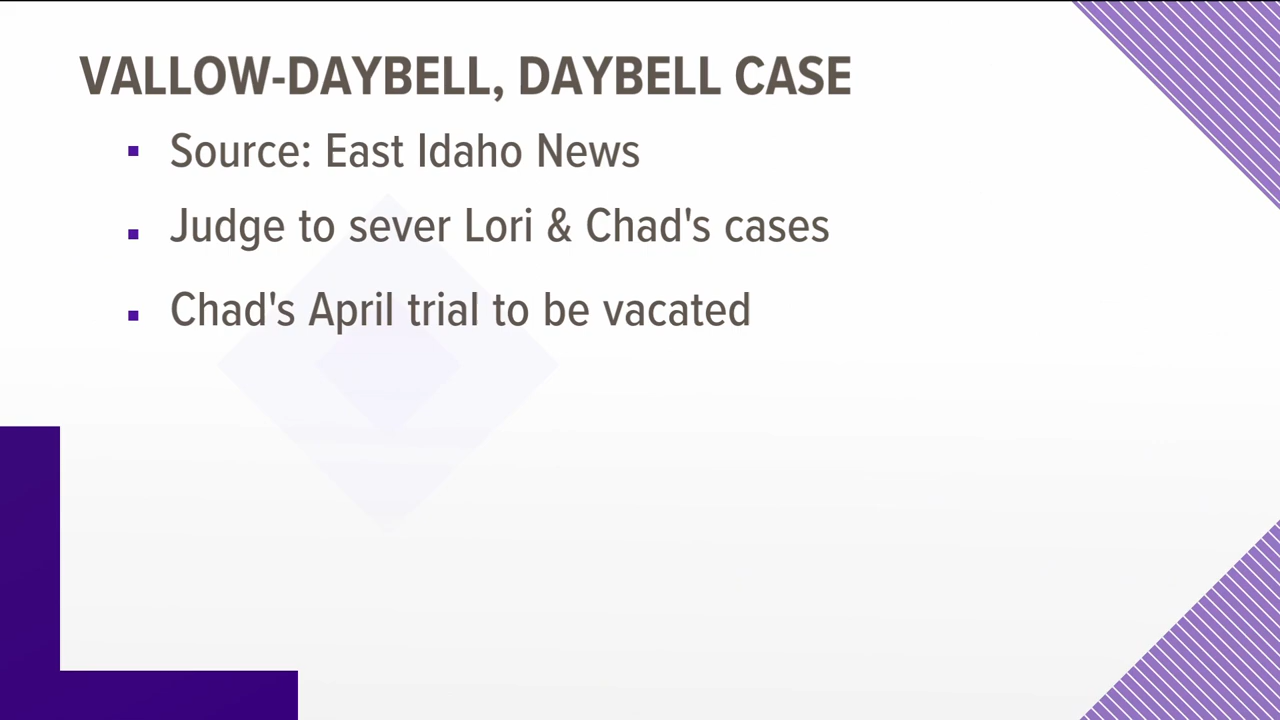 VALLOW-DAYBELL, DAYBELL CASE
Source: East Idaho News
Judge to sever Lori & Chad's cases
Chad's April trial to be vacated